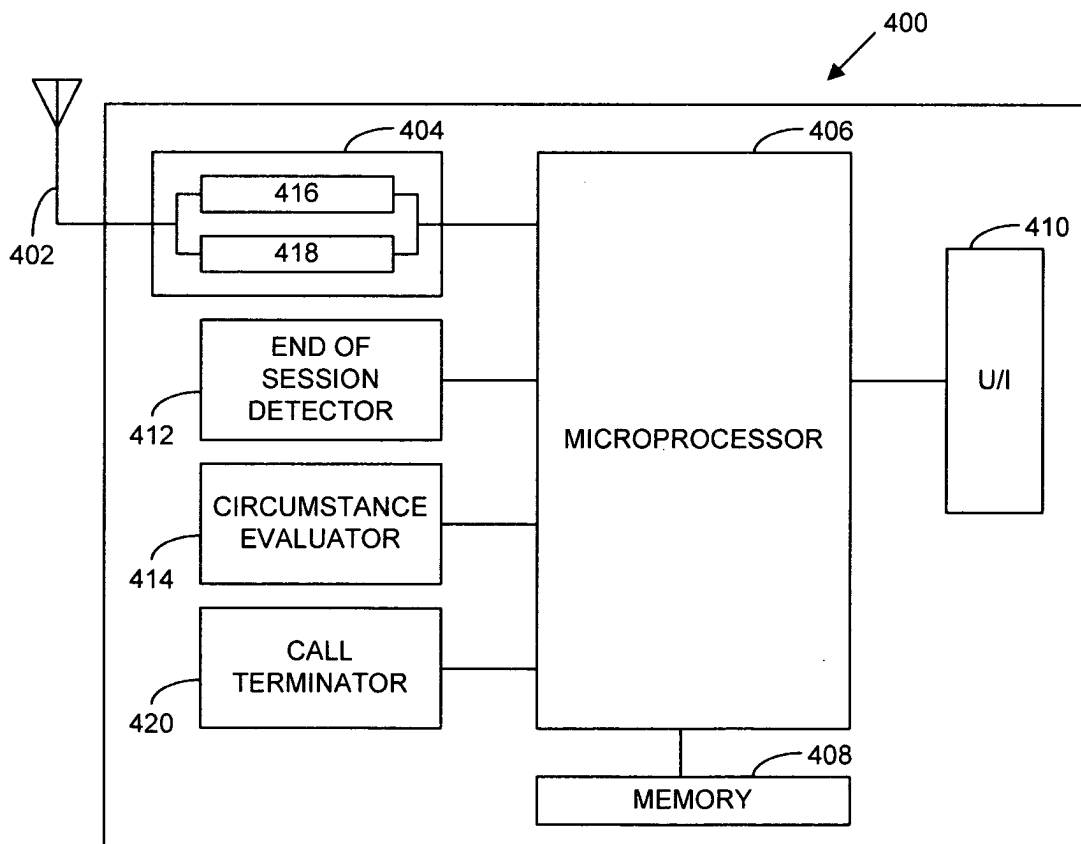 400
404
406
416
418
402
410
END OF
SESSION
DETECTOR
412
U/I
MICROPROCESSOR
CIRCUMSTANCE
EVALUATOR
414
CALL
TERMINATOR
420
408
MEMORY